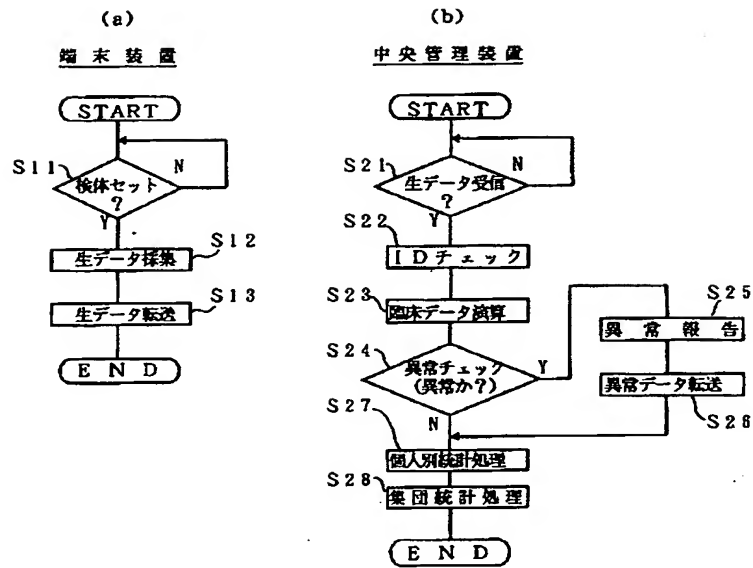 (a)
端末装置
START
S11
検体セット
?
N
Y
生データ採集
S12
生データ転送
S13
END
(b)
中央管理装置
START
S21
生データ受信
?
N
Y
S22
IDチェック
S23
臨床データ演算
S24
異常チェック
(異常か?)
Y
N
S25
異常報告
異常データ転送
S26
S27
個人別統計処理
S28
集団統計処理
END